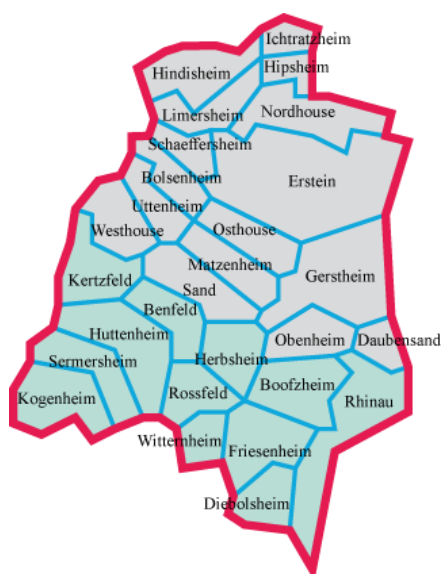 Ichtratzheim
Hipsheim
Hindisheim
Nordhouse
Limersheim
Schaeffersheim
Bolsenheim
Erstein
Uttenheim
Osthouse
Westhouse
Matzenheim
Kertzfeld
Gerstheim
Sand
Benfeld
Huttenheim
Obenheim
Daubensand
Herbsheim
Sermersheim
Boofzheim
Rossfeld
Kogenheim
Rhinau
Witternheim
Friesenheim
Diebolsheim